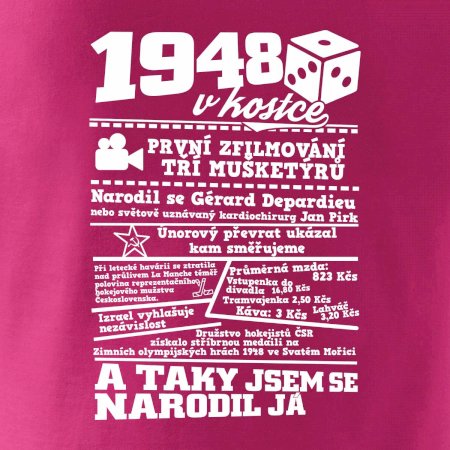 1948
v kostce
PRVNÍ ZFILMOVÁNÍ
TŘÍ MUŠKETÝRŮ
Narodil se Gérard Depardieu
nebo světově uznávaný kardiochirurg Jan Pirk
Únorový převrat ukázal
kam směřujeme
Při letecké havárii se ztratila
nad průlivem La Manche téměř
polovina reprezentačního
hokejového mužstva
Československa.
Průměrná mzda:
823 Kčs
Vstupenka do
divadla 16,80 Kčs
Tramvajenka 2,50 Kčs
Káva: 3 Kčs
Lahváč
3,20 Kčs
Izrael vyhlašuje
nezávislost
Družstvo hokejistů ČSR
získalo stříbrnou medaili na
Zimních olympijských hrách 1948 ve Svatém Mořici
A TAKY JSEM SE
NARODIL JÁ